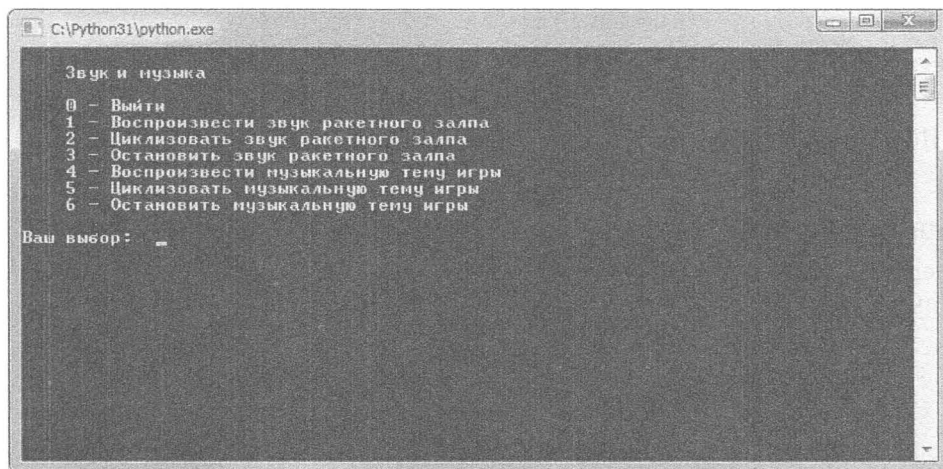 C:\Python31\python.exe
Звук и музыка
0 - Выйти
1 - Воспроизвести звук ракетного залпа
2 - Циклизовать звук ракетного залпа
3 - Остановить звук ракетного залпа
4 - Воспроизвести музыкальную тему игры
5 - Циклизовать музыкальную тему игры
6 - Остановить музыкальную тему игры
Ваш выбор: _